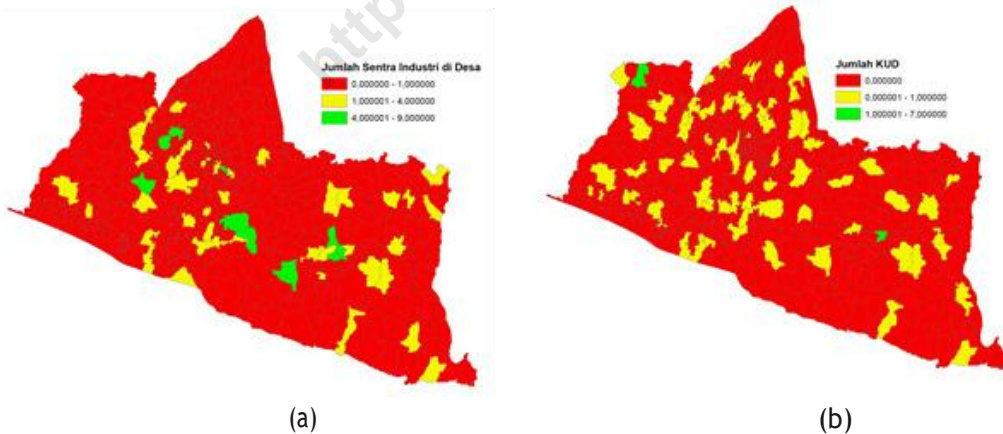 http
Jumlah Sentra Industri di Desa
0,000000 - 1,000000
1,000001 - 4,000000
4,000001 - 9,000000
Jumlah KUD
0,000000
0,000001 - 1,000000
1,000001 - 7,000000
(a)
(b)